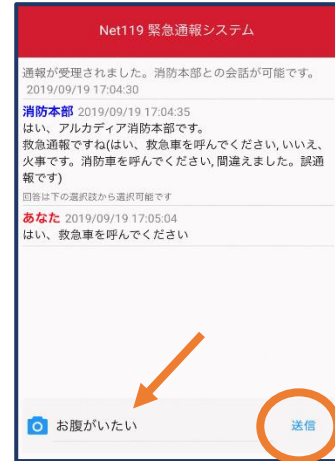 Net119 緊急通報システム
通報が受理されました。消防本部との会話が可能です。
2019/09/19 17:04:30
消防本部 2019/09/19 17:04:35
はい、アルカディア消防本部です。
救急通報ですね(はい、救急車を呼んでください, いいえ、
火事です。消防車を呼んでください, 間違えました。誤通
報です)
回答は下の選択肢から選択可能です
あなた 2019/09/19 17:05:04
はい、救急車を呼んでください
お腹がいたい 送信